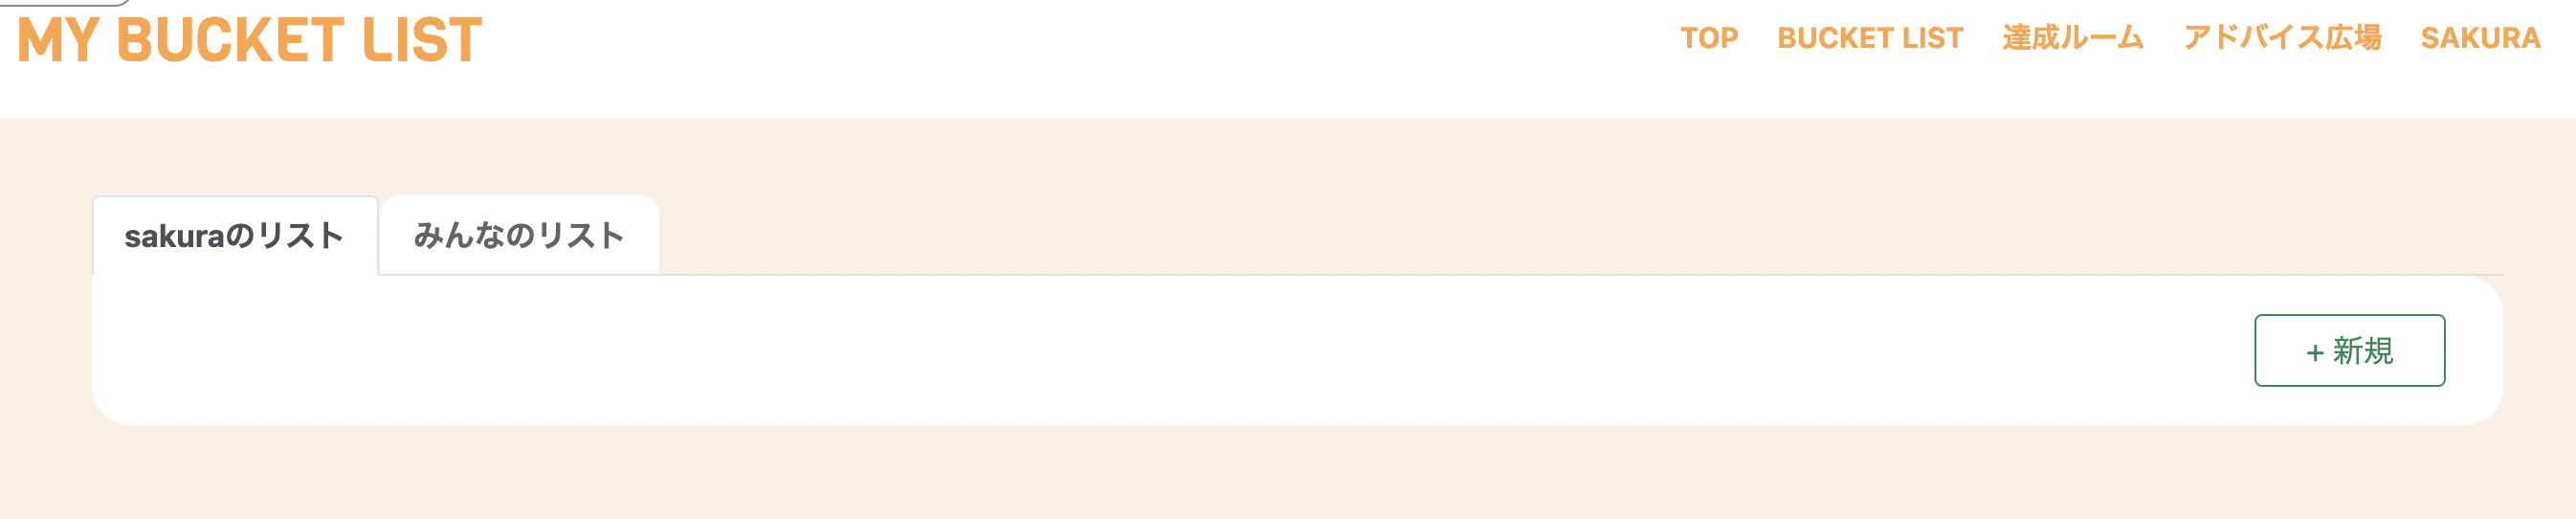 MY BUCKET LIST
TOP BUCKET LIST 達成ルーム アドバイス広場 SAKURA
sakuraのリスト みんなのリスト
+ 新規